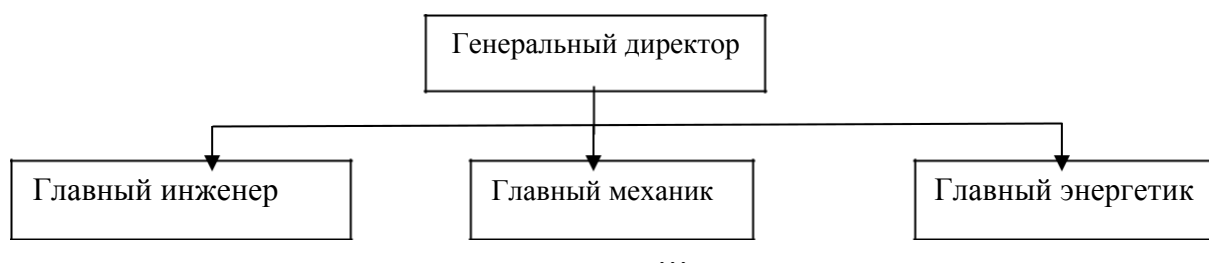 Генеральный директор
Главный инженер
Главный механик
Главный энергетик
...